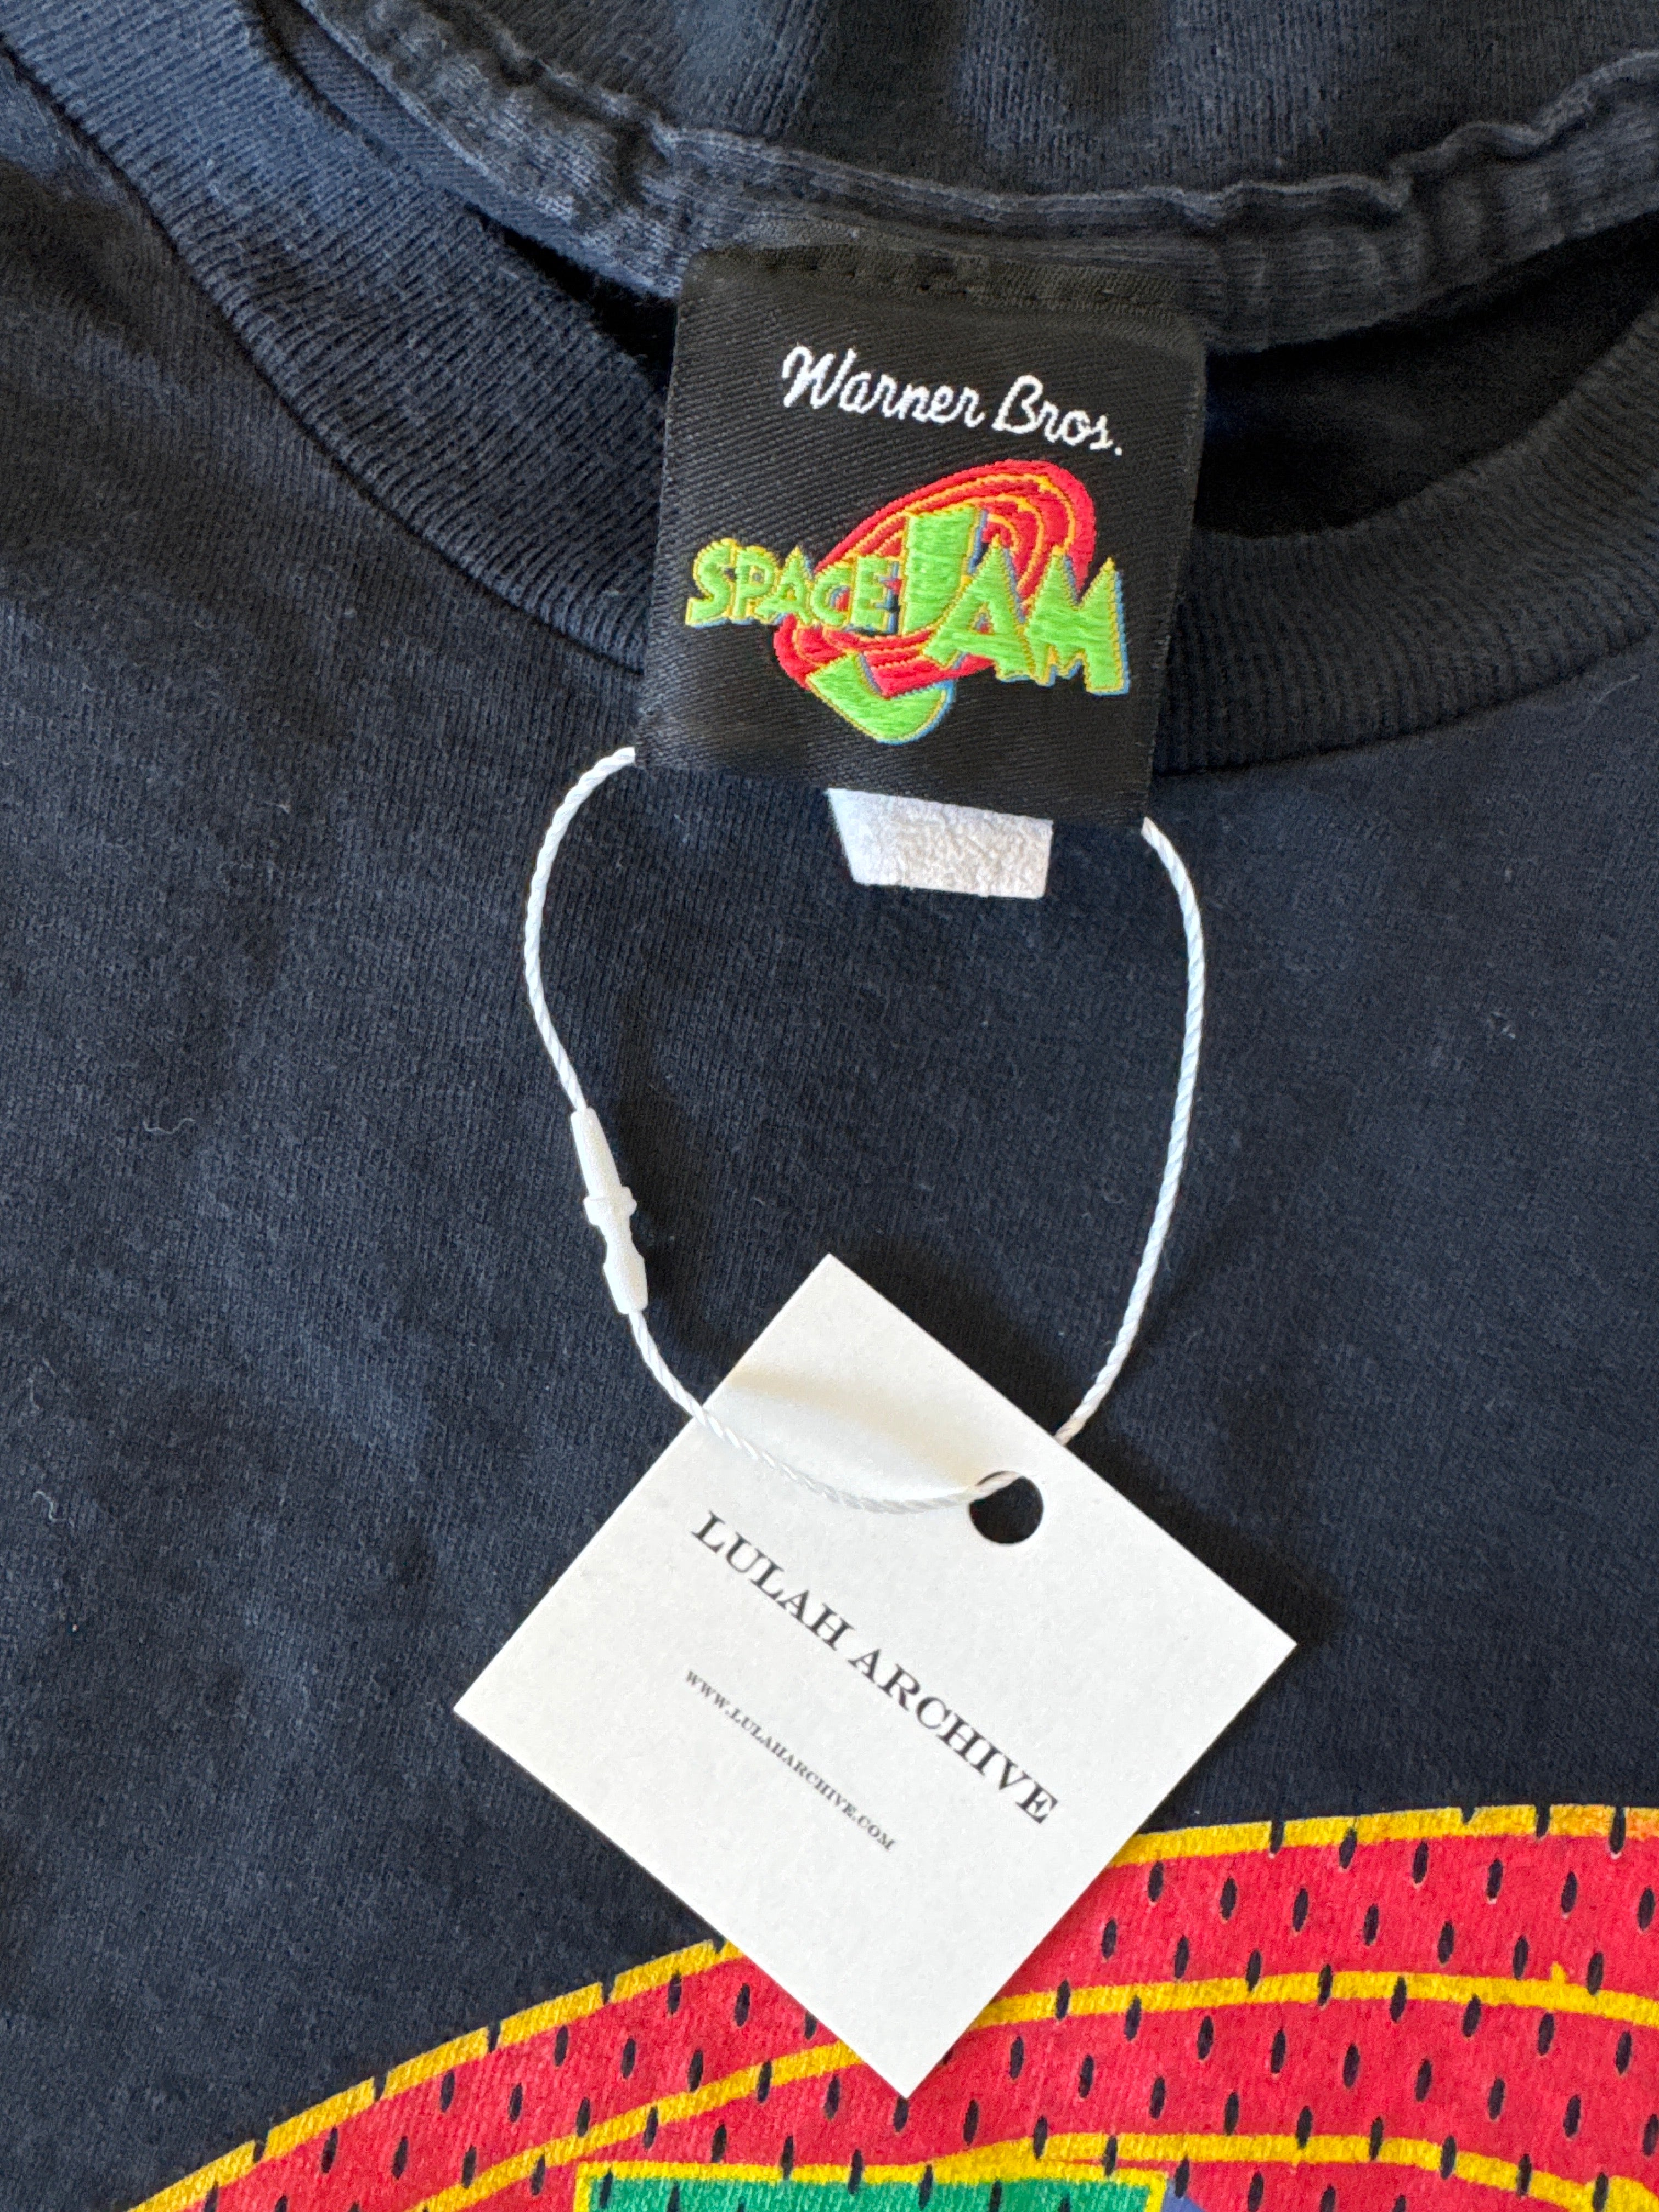 Warner Bros.
SPACE JAM
LULAH ARCHIVE
WWW.LULAHARCHIVE.COM